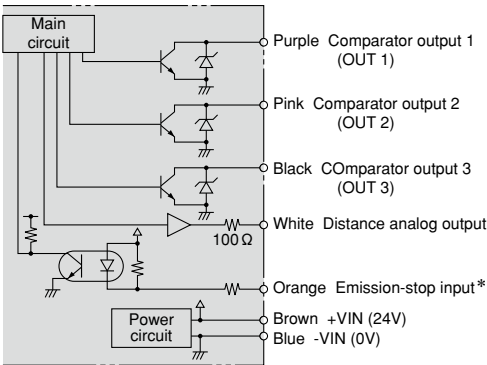 Main
circuit
Purple Comparator output 1
(OUT 1)
Pink Comparator output 2
(OUT 2)
Black COmparator output 3
(OUT 3)
White Distance analog output
100 Ω
Orange Emission-stop input*
Power
circuit
Brown +VIN (24V)
Blue -VIN (0V)